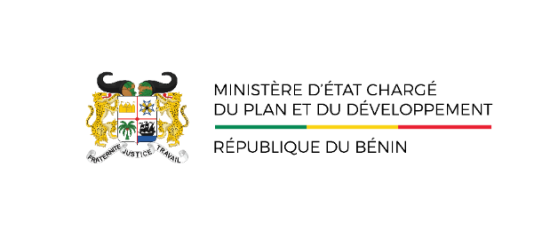 MINISTÈRE D'ÉTAT CHARGÉ
DU PLAN ET DU DÉVELOPPEMENT
RÉPUBLIQUE DU BÉNIN
FRATERNITÉ JUSTICE TRAVAIL